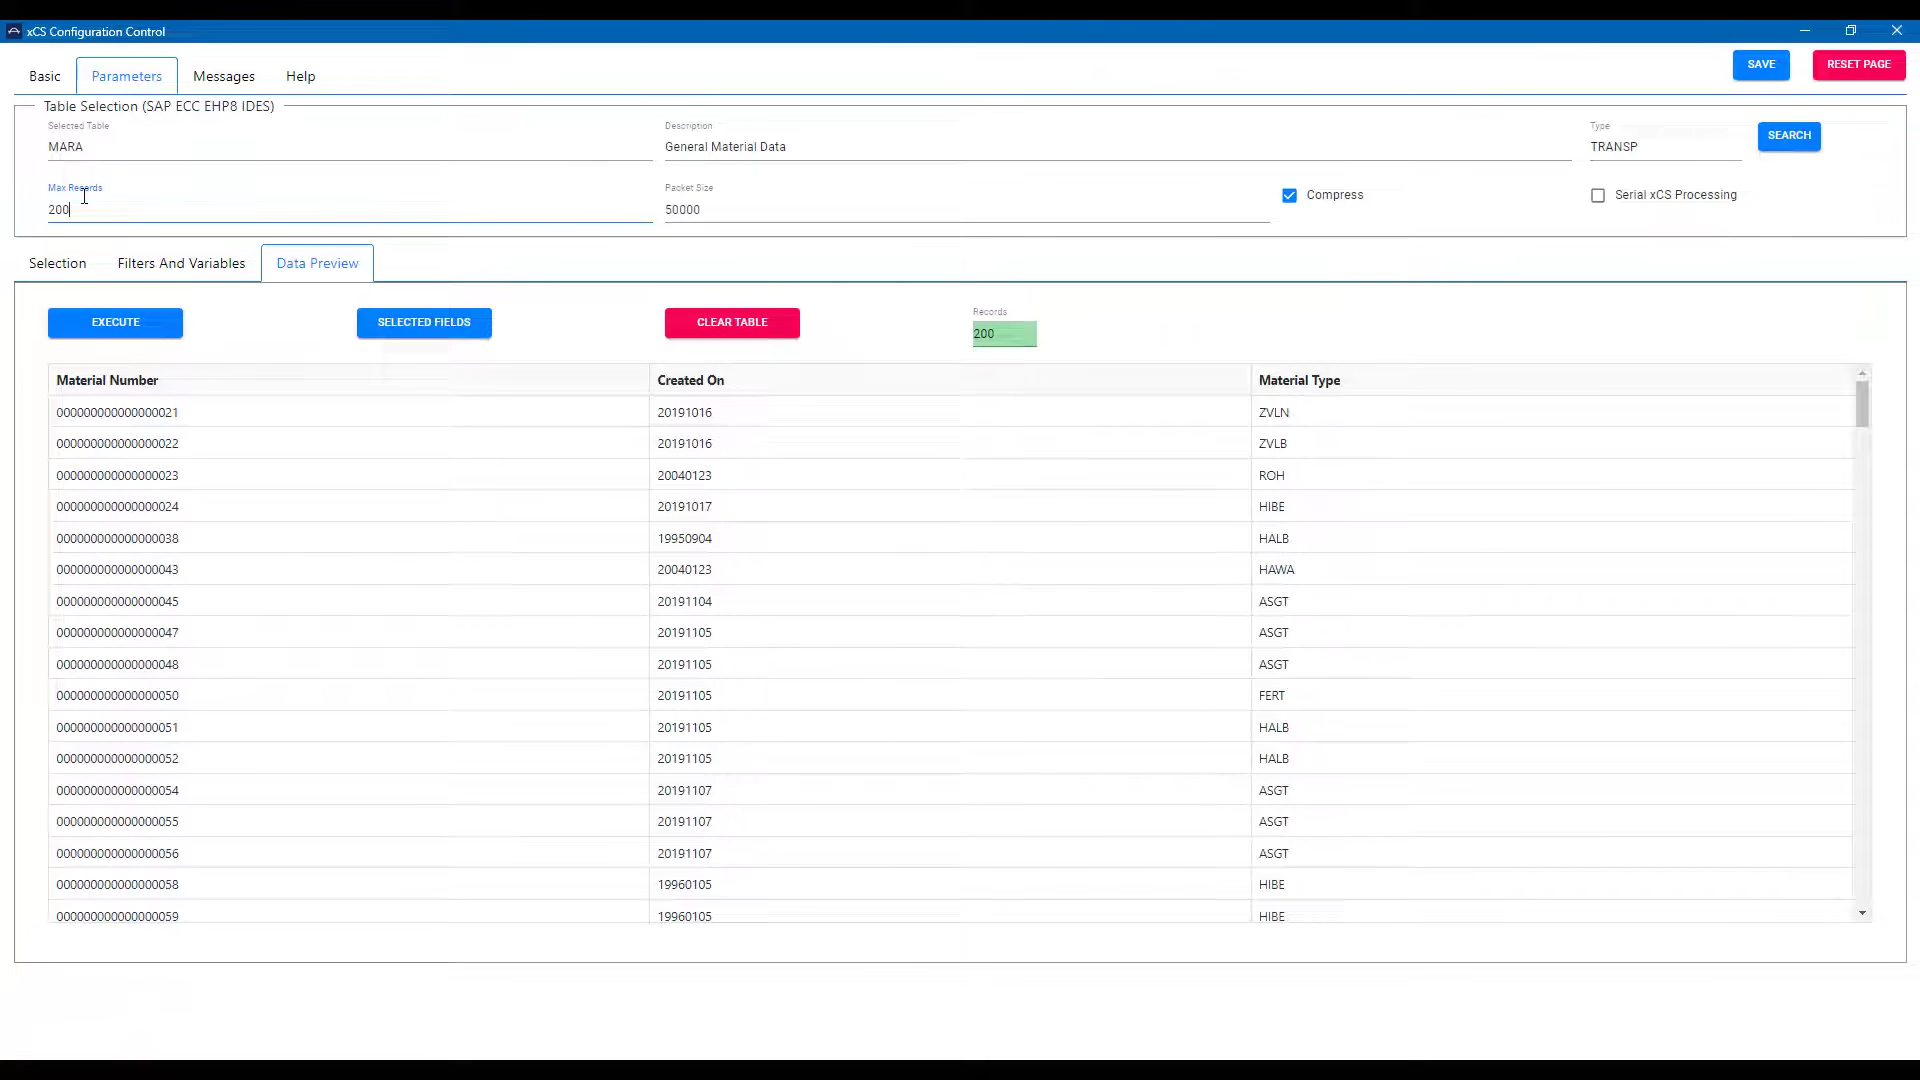 xCS Configuration Control
Basic Parameters Messages Help SAVE RESET PAGE
Table Selection (SAP ECC EHP8 IDES)
Selected Table Description Type
MARA General Material Data TRANSP SEARCH
Max Records Packet Size Compress Serial xCS Processing
200 50000
Selection Filters And Variables Data Preview
EXECUTE SELECTED FIELDS CLEAR TABLE Records
200
Material Number Created On Material Type
000000000000000021 20191016 ZVLN
000000000000000022 20191016 ZVLB
000000000000000023 20040123 ROH
000000000000000024 20191017 HIBE
000000000000000038 19950904 HALB
000000000000000043 20040123 HAWA
000000000000000045 20191104 ASGT
000000000000000047 20191105 ASGT
000000000000000048 20191105 ASGT
000000000000000050 20191105 FERT
000000000000000051 20191105 HALB
000000000000000052 20191105 HALB
000000000000000054 20191107 ASGT
000000000000000055 20191107 ASGT
000000000000000056 20191107 ASGT
000000000000000058 19960105 HIBE
000000000000000059 19960105 HIBE